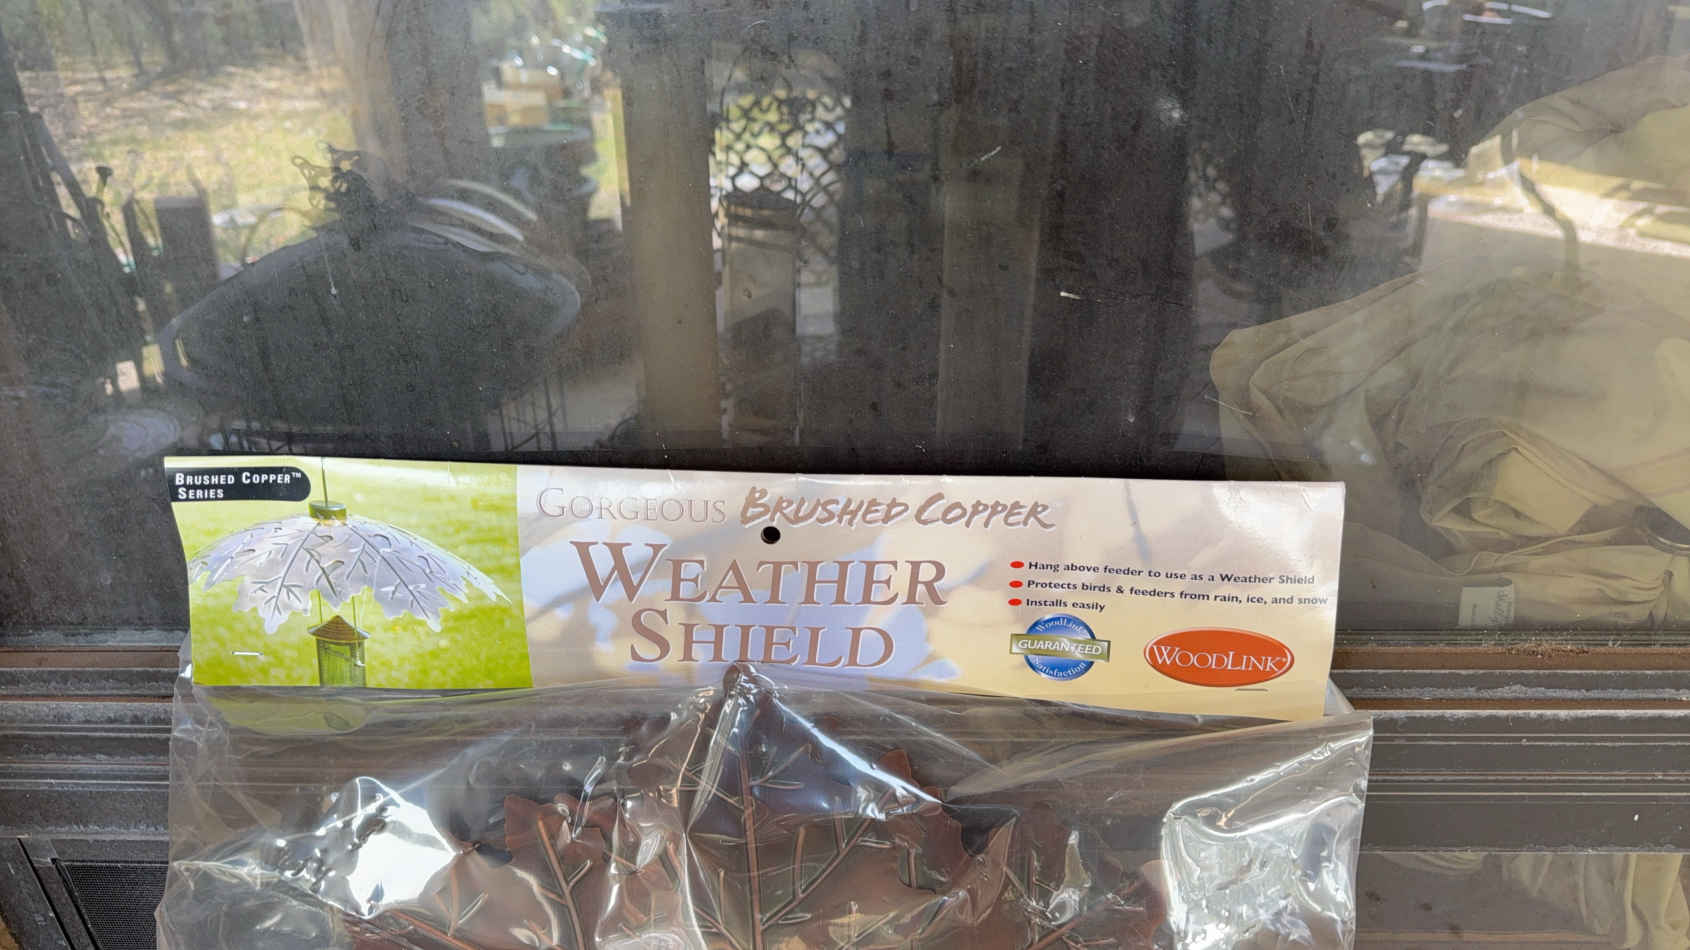 BRUSHED COPPER™
SERIES
GORGEOUS BRUSHED COPPER
WEATHER
SHIELD
Hang above feeder to use as a Weather Shield
Protects birds & feeders from rain, ice, and snow
Installs easily
WoodLink
GUARANTEED
Satisfaction
WOODLINK®